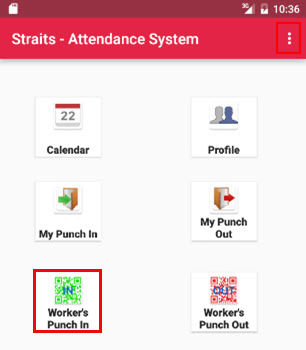 3G 10:36
Straits - Attendance System
22
Calendar
Profile
My Punch In
My Punch
Out
IN
OUT
Worker's
Punch In
Worker's
Punch Out